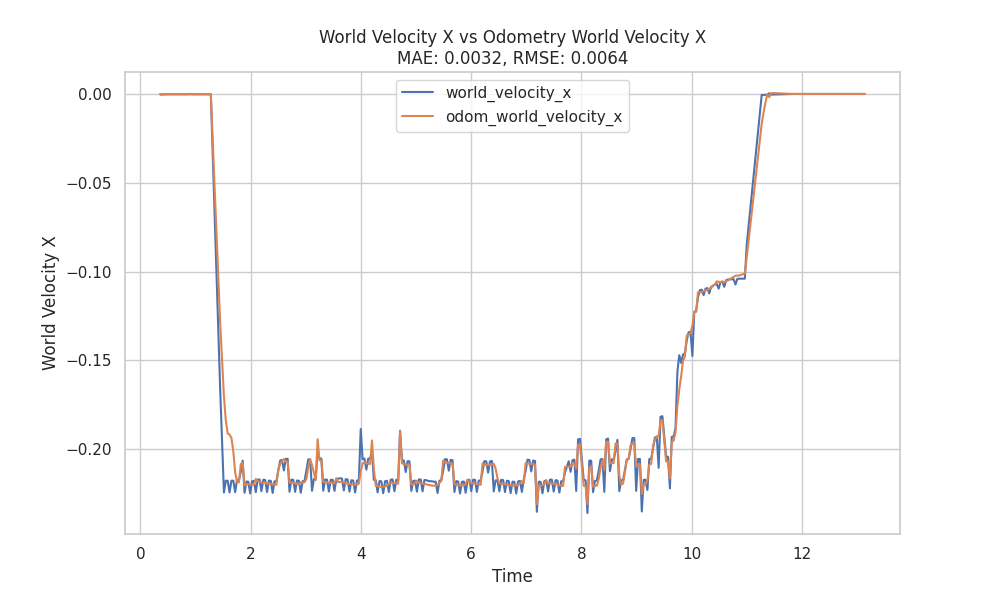 World Velocity X vs Odometry World Velocity X
MAE: 0.0032, RMSE: 0.0064
world_velocity_x
odom_world_velocity_x
0.00
−0.05
−0.10
−0.15
−0.20
World Velocity X
0 2 4 6 8 10 12
Time